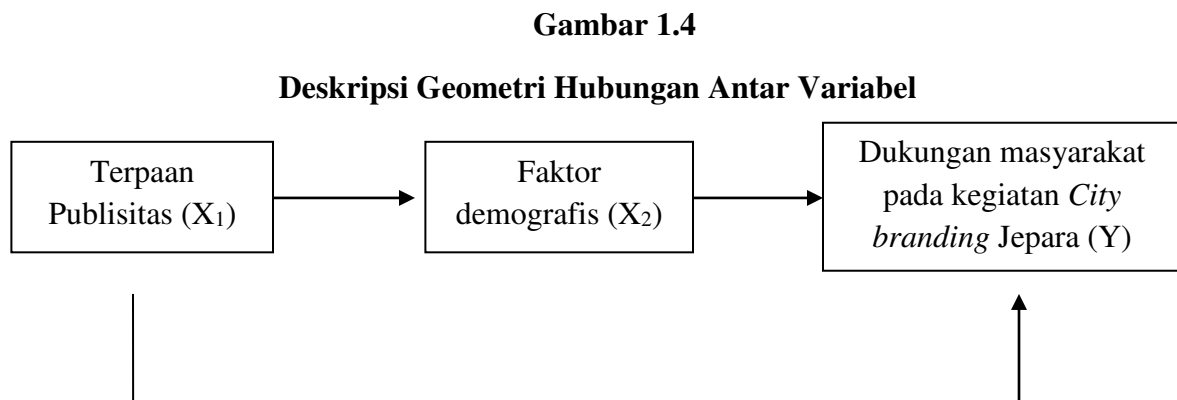 Gambar 1.4
Deskripsi Geometri Hubungan Antar Variabel
Terpaan
Publisitas (X₁)
Faktor
demografis (X₂)
Dukungan masyarakat
pada kegiatan City
branding Jepara (Y)